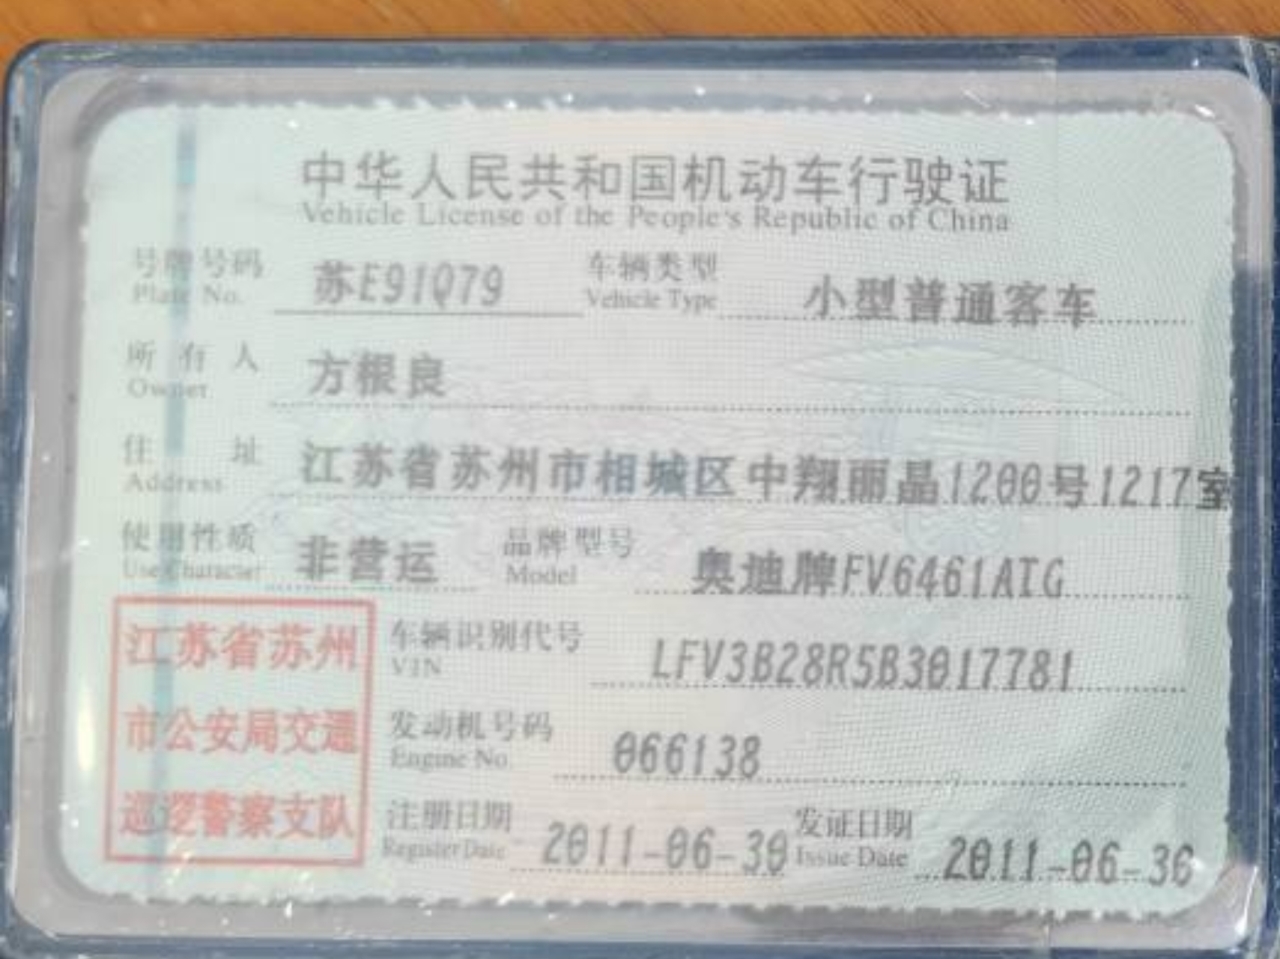 中华人民共和国机动车行驶证
Vehicle License of the People's Republic of China
号牌号码 苏E91Q79 车辆类型 小型普通客车
Plate No. Vehicle Type
所有人 方根良
Owner
住址 江苏省苏州市相城区中翔丽晶1200号1217室
Address
使用性质 非营运 品牌型号 奥迪牌FV6461ATG
Use Character Model
江苏省苏州 车辆识别代号 LFV3B28R5B3017781
VIN
市公安局交通 发动机号码 066138
Engine No.
巡逻警察支队 注册日期 2011-06-30 发证日期 2011-06-30
Register Date Issue Date